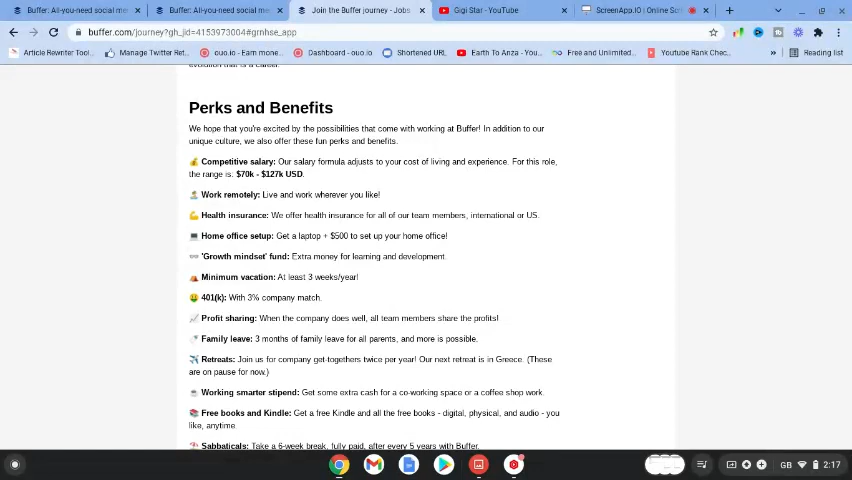 Buffer: All-you-need social me
Buffer: All-you-need social me
Join the Buffer journey - Jobs
Gigi Star - YouTube
ScreenApp.IO | Online Scr
buffer.com/journey?gh_jid=4153973004#grnhse_app
Article Rewriter Tool...
Manage Twitter Ret...
ouo.io - Earn mone...
Dashboard - ouo.io
Shortened URL
Earth To Anza - You...
Free and Unlimited...
Youtube Rank Chec...
»
Reading list
evolution that is a career.
Perks and Benefits
We hope that you're excited by the possibilities that come with working at Buffer! In addition to our
unique culture, we also offer these fun perks and benefits.
💰 Competitive salary: Our salary formula adjusts to your cost of living and experience. For this role,
the range is: $70k - $127k USD.
🏝 Work remotely: Live and work wherever you like!
💪 Health insurance: We offer health insurance for all of our team members, international or US.
💻 Home office setup: Get a laptop + $500 to set up your home office!
'Growth mindset' fund: Extra money for learning and development.
⛺ Minimum vacation: At least 3 weeks/year!
🤑 401(k): With 3% company match.
📈 Profit sharing: When the company does well, all team members share the profits!
🍼 Family leave: 3 months of family leave for all parents, and more is possible.
✈️ Retreats: Join us for company get-togethers twice per year! Our next retreat is in Greece. (These
are on pause for now.)
☕ Working smarter stipend: Get some extra cash for a co-working space or a coffee shop work.
📚 Free books and Kindle: Get a free Kindle and all the free books - digital, physical, and audio - you
like, anytime.
⛱ Sabbaticals: Take a 6-week break, fully paid, after every 5 years with Buffer.
GB
2:17